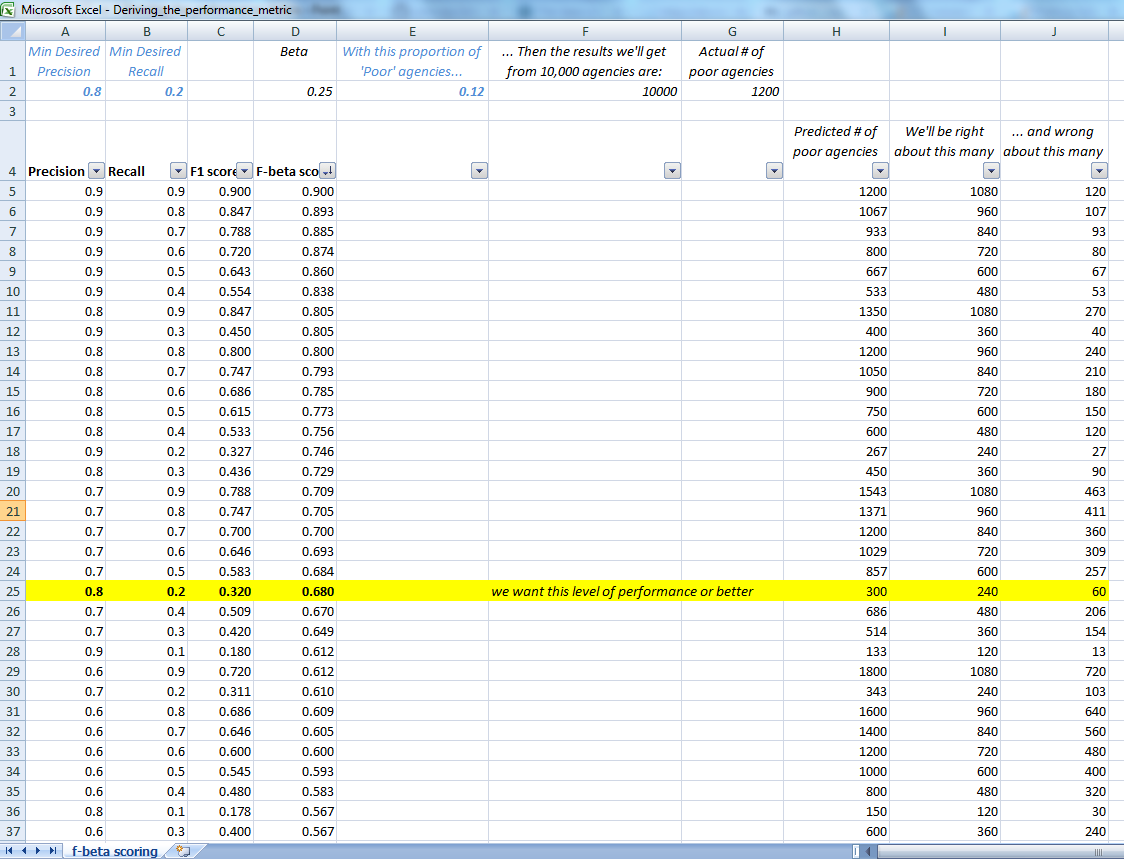 Microsoft Excel - Deriving_the_performance_metric
A B C D E F G H I J
1 Min Desired Precision Min Desired Recall Beta With this proportion of 'Poor' agencies... ... Then the results we'll get from 10,000 agencies are: Actual # of poor agencies
2 0.8 0.2 0.25 0.12 10000 1200
3
4 Precision Recall F1 score F-beta sco Predicted # of poor agencies We'll be right about this many ... and wrong about this many
5 0.9 0.9 0.900 0.900 1200 1080 120
6 0.9 0.8 0.847 0.893 1067 960 107
7 0.9 0.7 0.788 0.885 933 840 93
8 0.9 0.6 0.720 0.874 800 720 80
9 0.9 0.5 0.643 0.860 667 600 67
10 0.9 0.4 0.554 0.838 533 480 53
11 0.8 0.9 0.847 0.805 1350 1080 270
12 0.9 0.3 0.450 0.805 400 360 40
13 0.8 0.8 0.800 0.800 1200 960 240
14 0.8 0.7 0.747 0.793 1050 840 210
15 0.8 0.6 0.686 0.785 900 720 180
16 0.8 0.5 0.615 0.773 750 600 150
17 0.8 0.4 0.533 0.756 600 480 120
18 0.9 0.2 0.327 0.746 267 240 27
19 0.8 0.3 0.436 0.729 450 360 90
20 0.7 0.9 0.788 0.709 1543 1080 463
21 0.7 0.8 0.747 0.705 1371 960 411
22 0.7 0.7 0.700 0.700 1200 840 360
23 0.7 0.6 0.646 0.693 1029 720 309
24 0.7 0.5 0.583 0.684 857 600 257
25 0.8 0.2 0.320 0.680 we want this level of performance or better 300 240 60
26 0.7 0.4 0.509 0.670 686 480 206
27 0.7 0.3 0.420 0.649 514 360 154
28 0.9 0.1 0.180 0.612 133 120 13
29 0.6 0.9 0.720 0.612 1800 1080 720
30 0.7 0.2 0.311 0.610 343 240 103
31 0.6 0.8 0.686 0.609 1600 960 640
32 0.6 0.7 0.646 0.605 1400 840 560
33 0.6 0.6 0.600 0.600 1200 720 480
34 0.6 0.5 0.545 0.593 1000 600 400
35 0.6 0.4 0.480 0.583 800 480 320
36 0.8 0.1 0.178 0.567 150 120 30
37 0.6 0.3 0.400 0.567 600 360 240
f-beta scoring